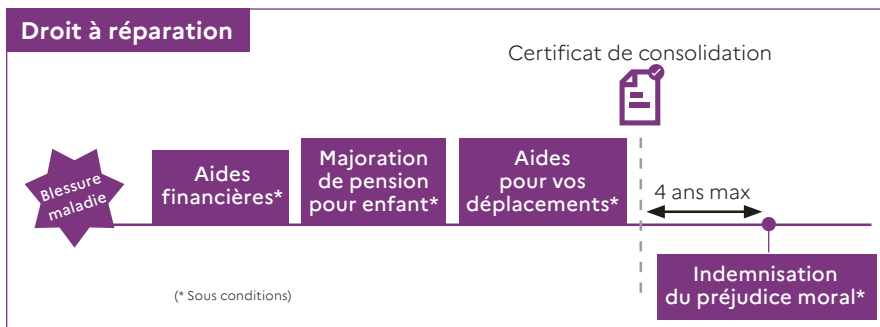 Droit à réparation
Certificat de consolidation
Blessure
maladie
Aides
financières*
Majoration
de pension
pour enfant*
Aides
pour vos
déplacements*
4 ans max
Indemnisation
du préjudice moral*
(* Sous conditions)